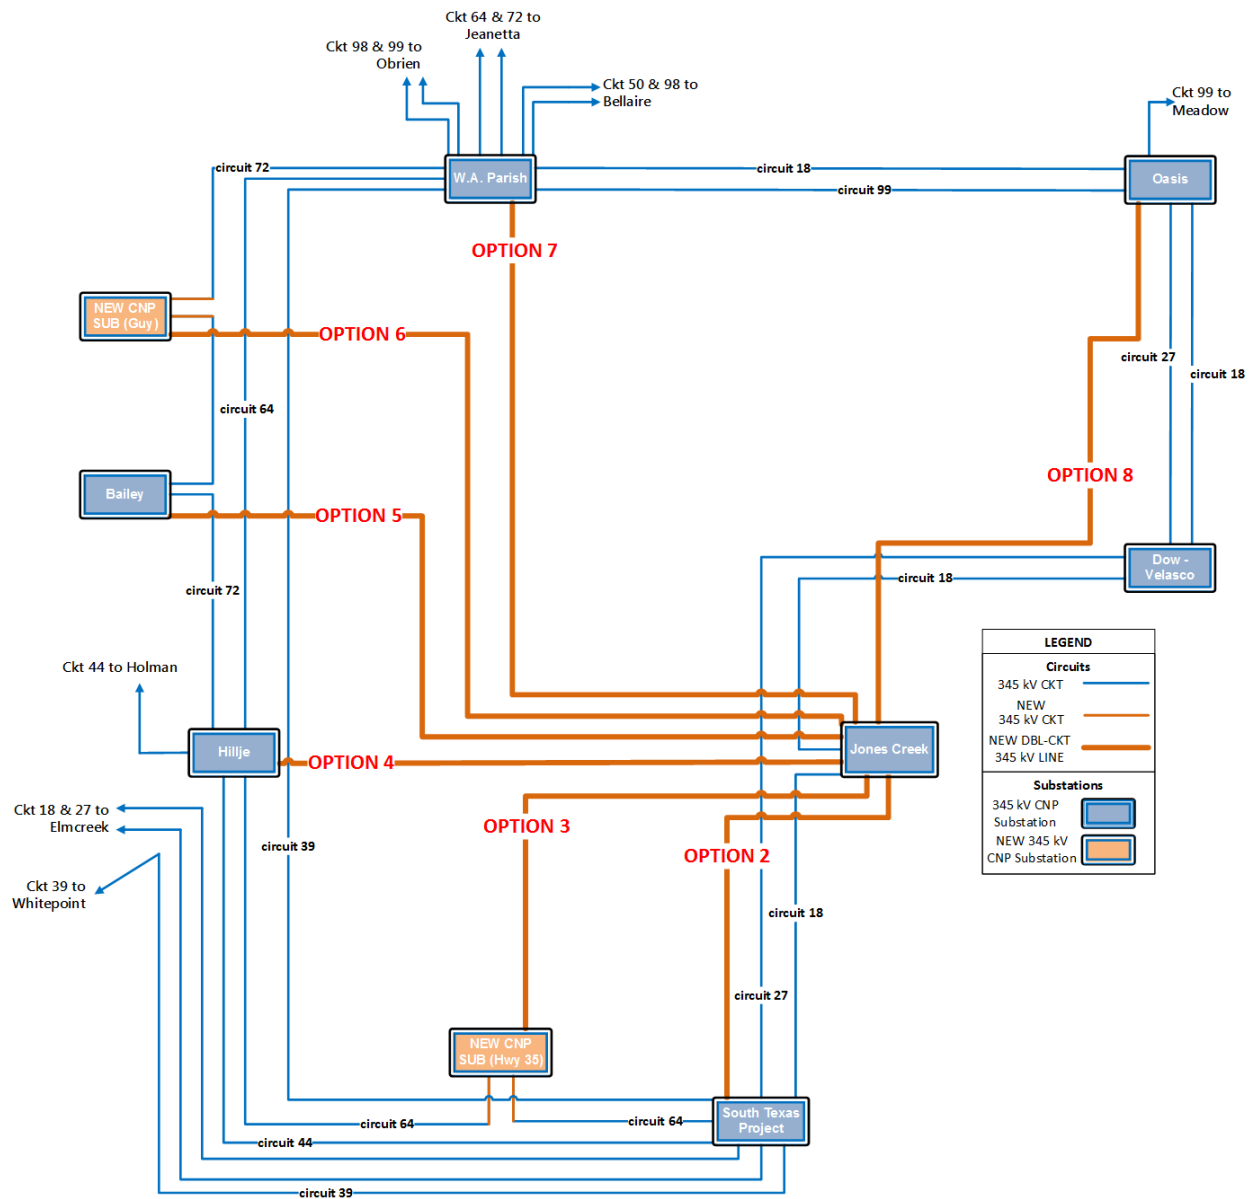 Ckt 64 & 72 to
Jeanetta
Ckt 98 & 99 to
Obrien
Ckt 50 & 98 to
Bellaire
Ckt 99 to
Meadow
circuit 72
W.A. Parish
circuit 18
circuit 99
Oasis
OPTION 7
NEW CNP
SUB (Guy)
OPTION 6
circuit 27
circuit 18
circuit 64
OPTION 8
Bailey
OPTION 5
Dow -
Velasco
circuit 18
circuit 72
LEGEND
Circuits
345 kV CKT
NEW
345 kV CKT
NEW DBL-CKT
345 kV LINE
Substations
345 kV CNP
Substation
NEW 345 kV
CNP Substation
Ckt 44 to Holman
Hillje
OPTION 4
Jones Creek
Ckt 18 & 27 to
Elmcreek
OPTION 3
circuit 39
OPTION 2
Ckt 39 to
Whitepoint
circuit 18
circuit 27
NEW CNP
SUB (Hwy 35)
circuit 64
circuit 64
South Texas
Project
circuit 44
circuit 39